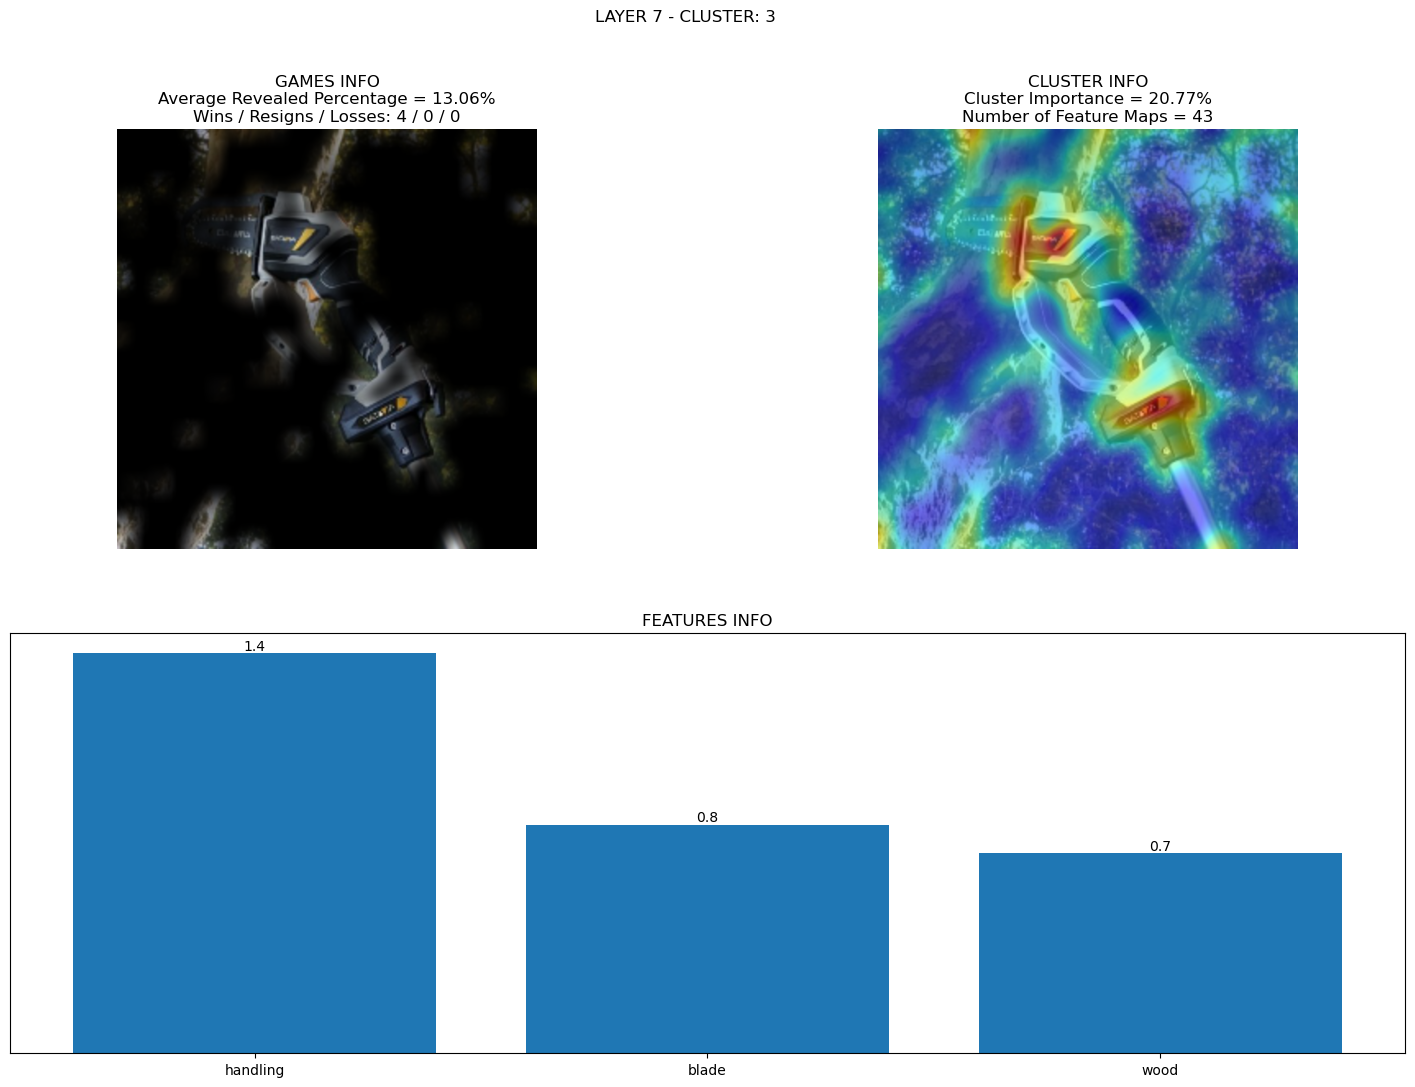 LAYER 7 - CLUSTER: 3
GAMES INFO
Average Revealed Percentage = 13.06%
Wins / Resigns / Losses: 4 / 0 / 0
CLUSTER INFO
Cluster Importance = 20.77%
Number of Feature Maps = 43
FEATURES INFO
1.4
0.8
0.7
handling
blade
wood